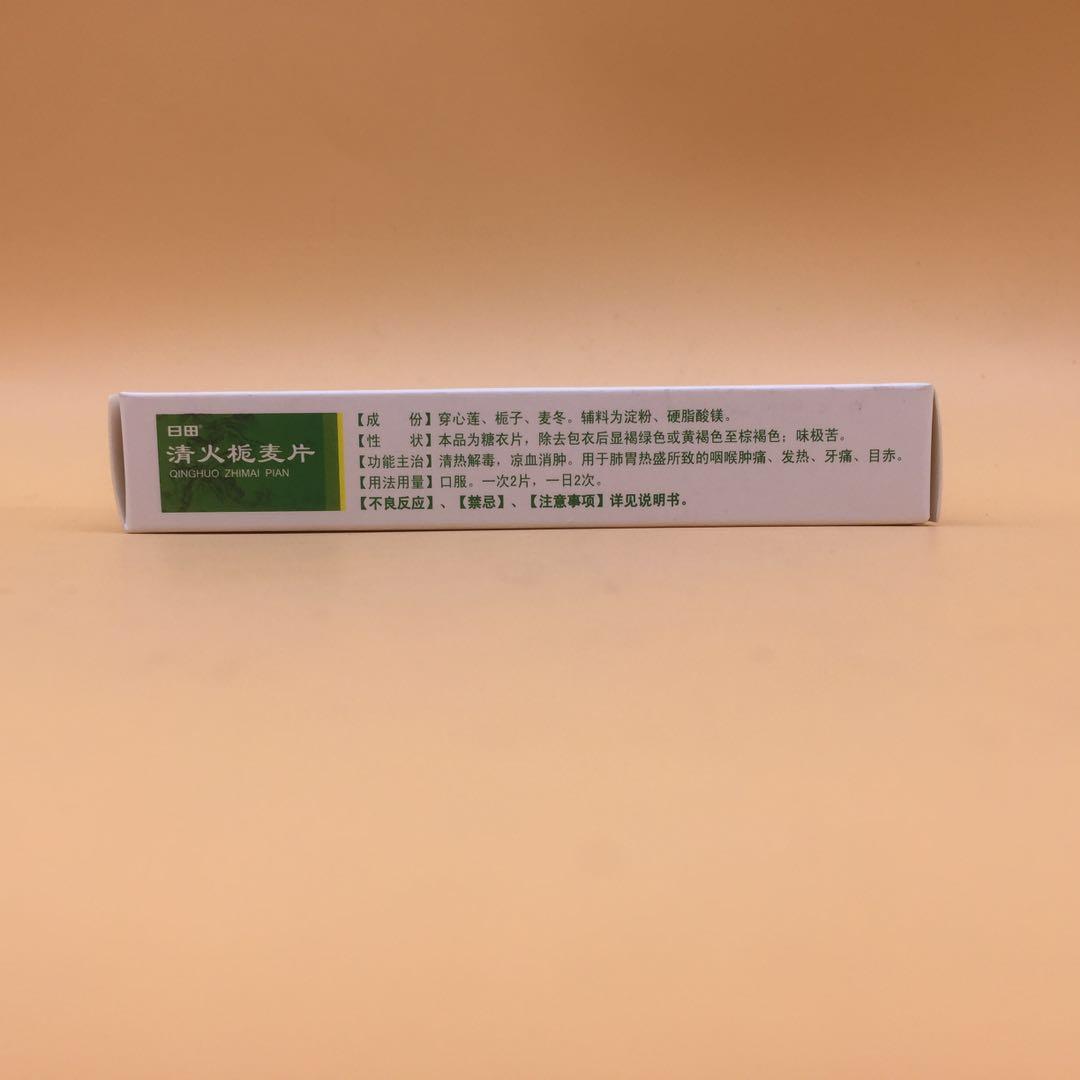 日田®
清火栀麦片
QINGHUO ZHIMAI PIAN
【成　　份】穿心莲、栀子、麦冬。辅料为淀粉、硬脂酸镁。
【性　　状】本品为糖衣片，除去包衣后显褐绿色或黄褐色至棕褐色；味极苦。
【功能主治】清热解毒，凉血消肿。用于肺胃热盛所致的咽喉肿痛、发热、牙痛、目赤。
【用法用量】口服。一次2片，一日2次。
【不良反应】、【禁忌】、【注意事项】详见说明书。